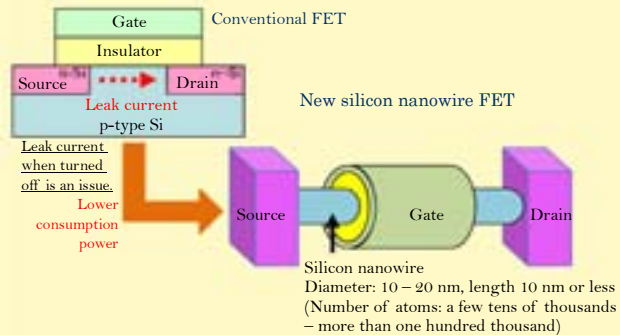 Conventional FET
Gate
Insulator
Source
n-Si
Drain
n-Si
Leak current
p-type Si
Leak current
when turned
off is an issue.
Lower
consumption
power
New silicon nanowire FET
Source
Gate
Drain
Silicon nanowire
Diameter: 10 – 20 nm, length 10 nm or less
(Number of atoms: a few tens of thousands
– more than one hundred thousand)